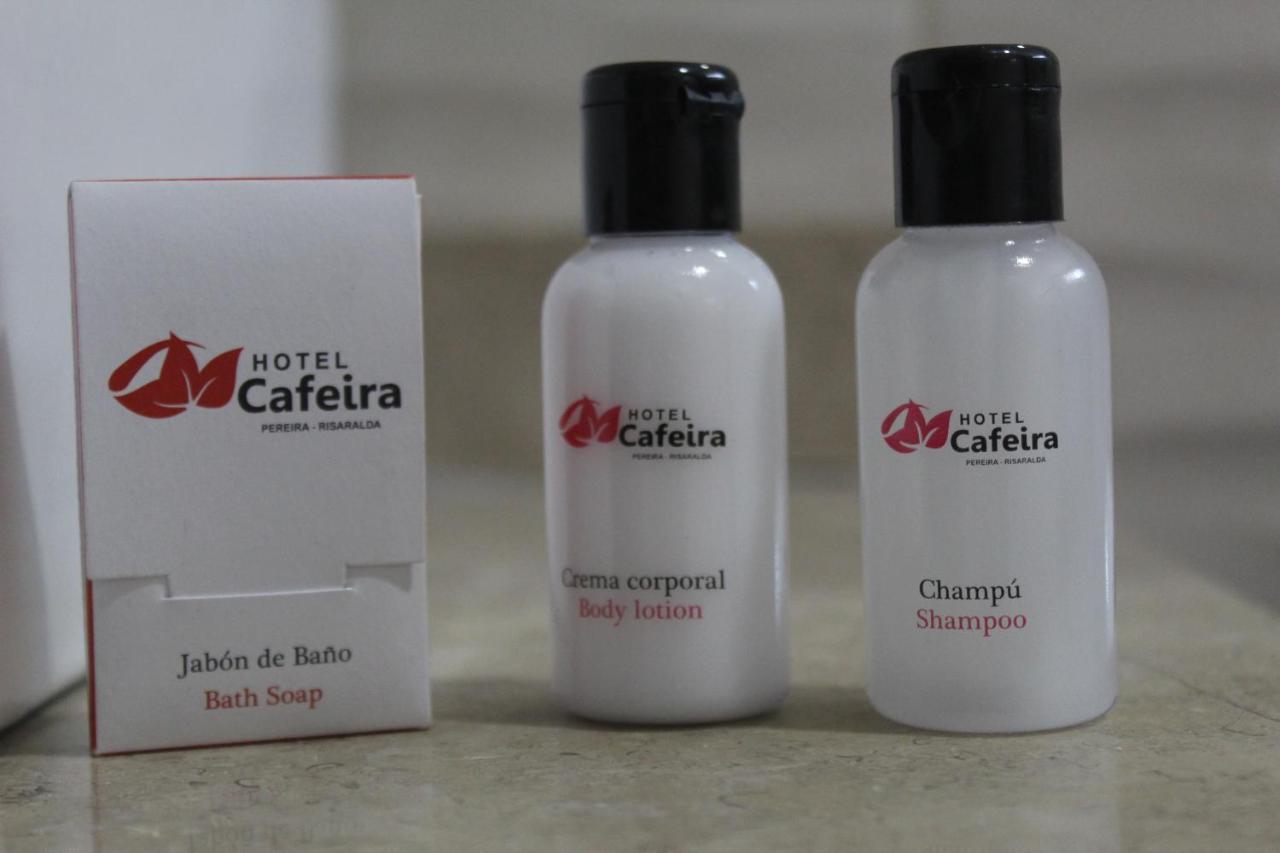 HOTEL
Cafeira
PEREIRA - RISARALDA
Jabón de Baño
Bath Soap
HOTEL
Cafeira
PEREIRA - RISARALDA
Crema corporal
Body lotion
HOTEL
Cafeira
PEREIRA - RISARALDA
Champú
Shampoo